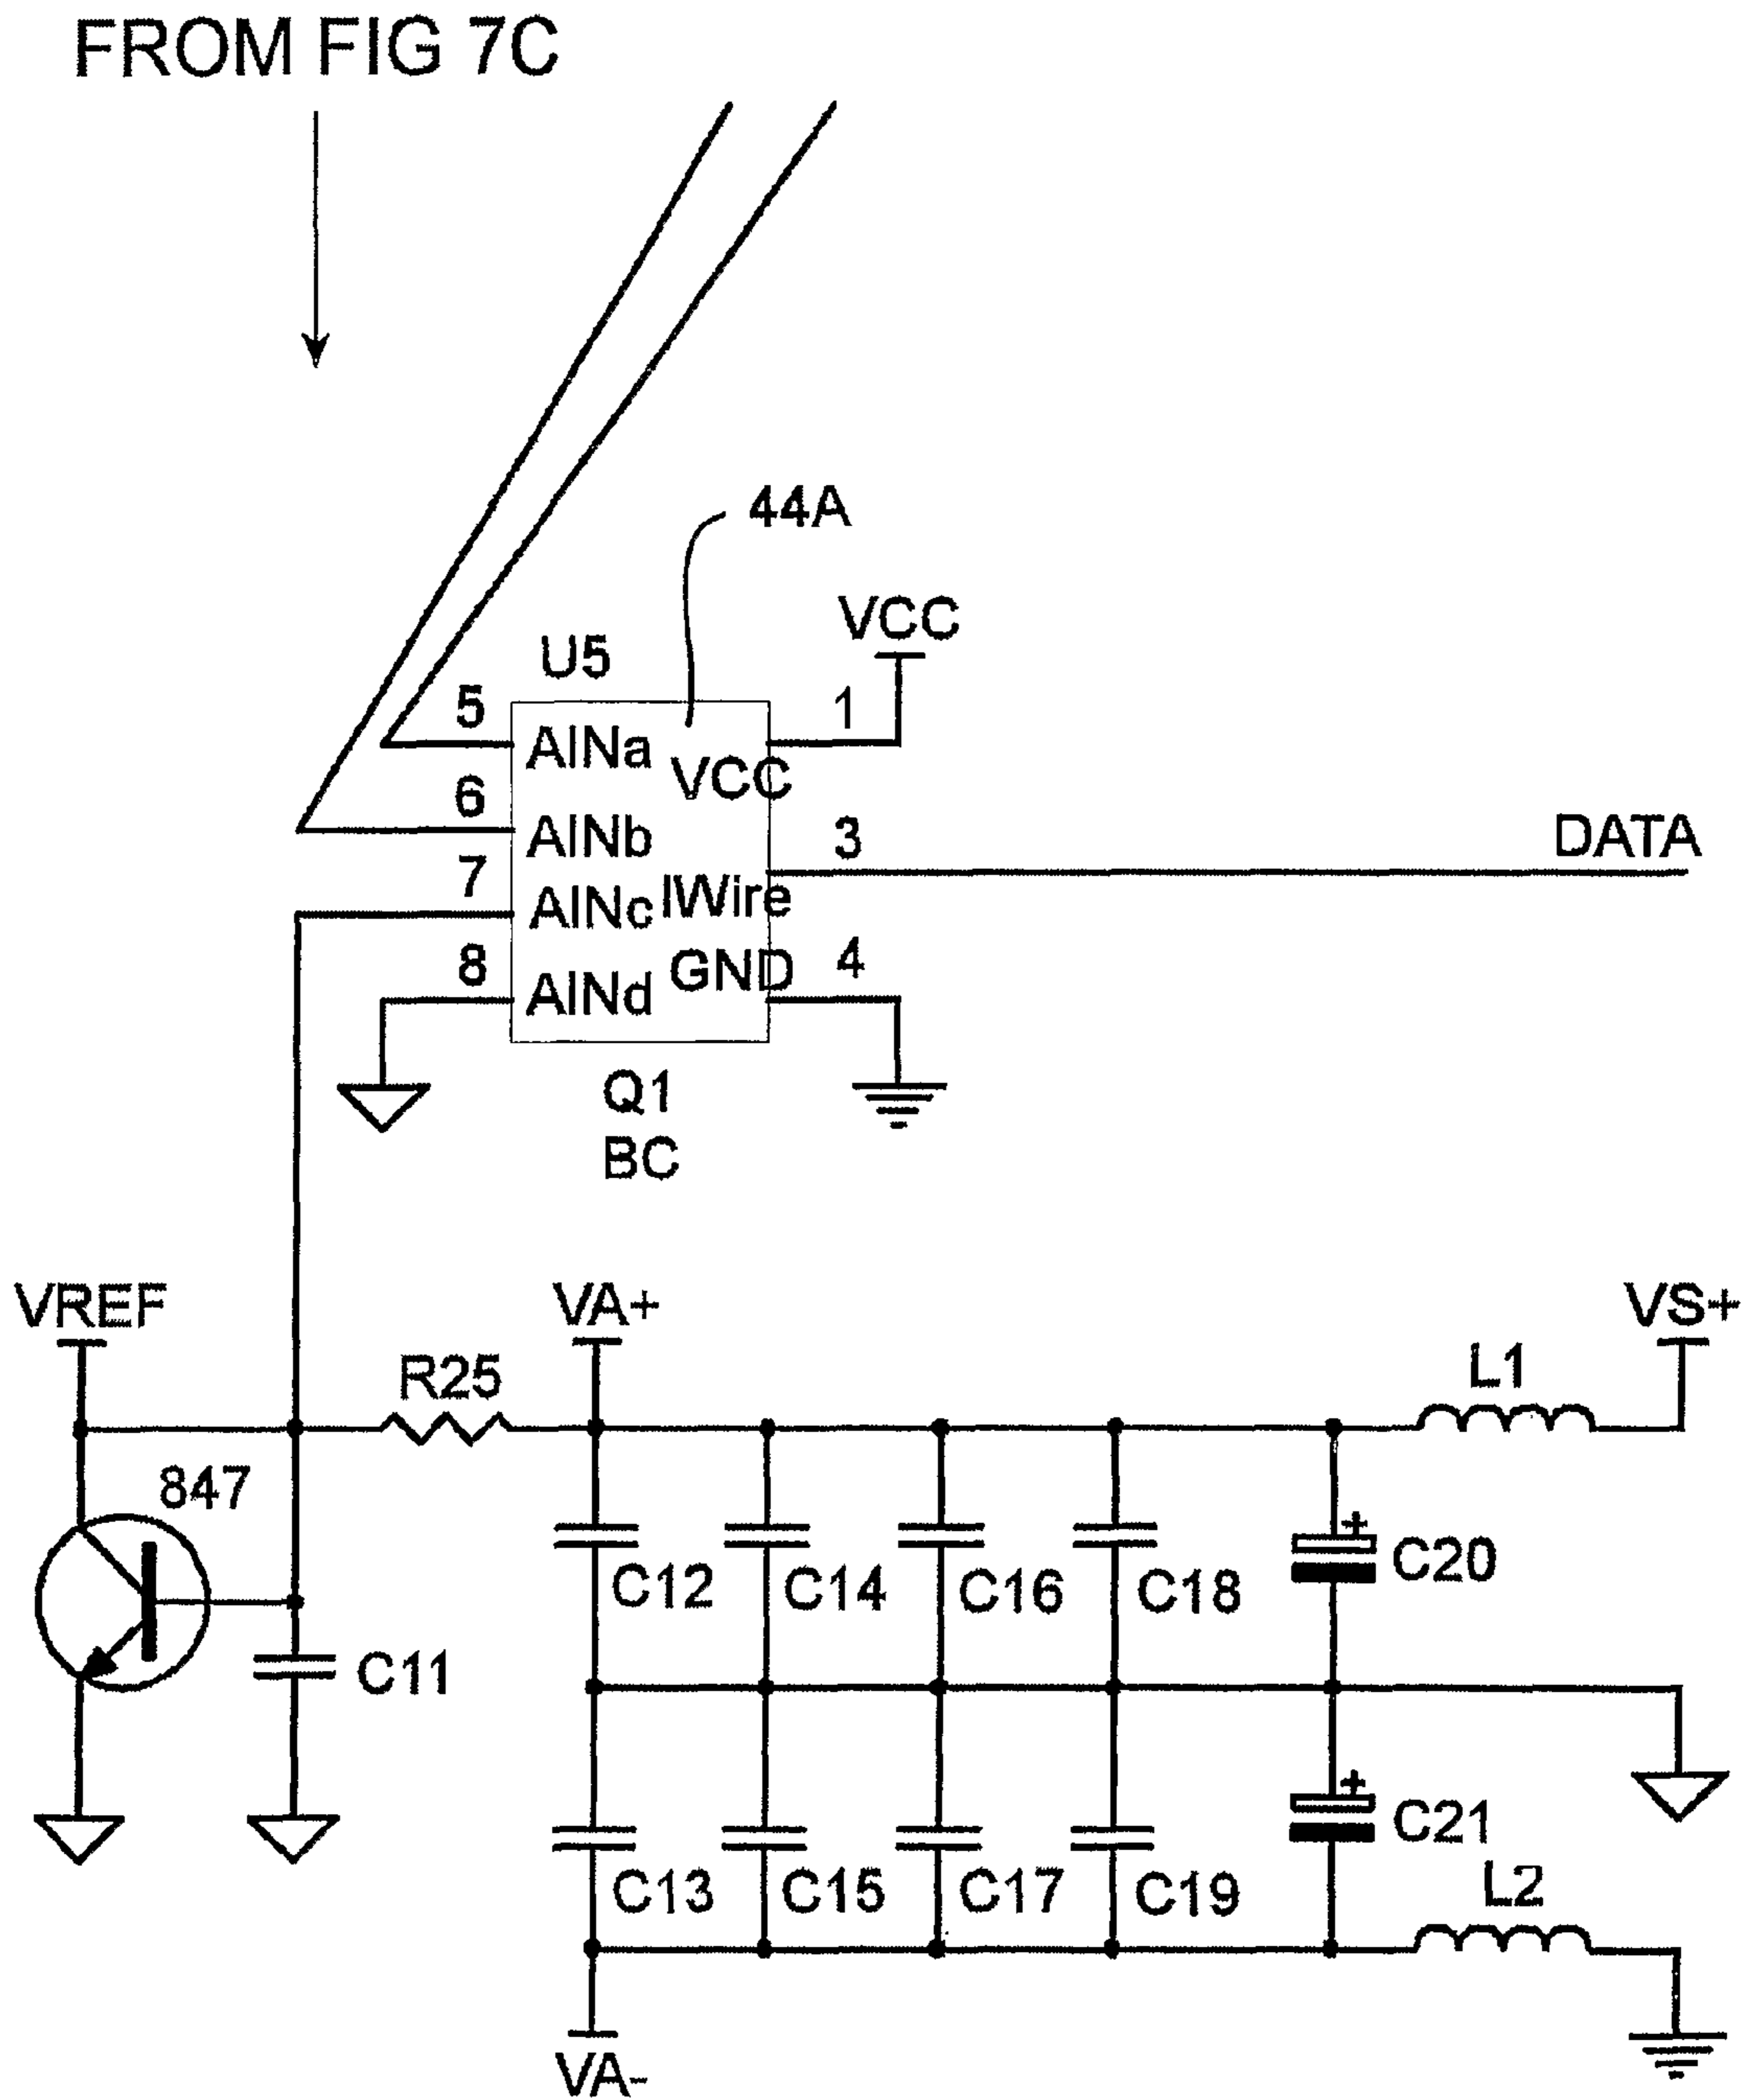 FROM FIG 7C
44A
VCC
U5
5
1
AINa
VCC
6
AINb
3
DATA
7
AINc
IWire
8
AINd
GND
4
Q1
BC
VREF
VA+
VS+
R25
L1
847
C12
C14
C16
C18
C20
C11
C13
C15
C17
C19
C21
L2
VA-
+
+